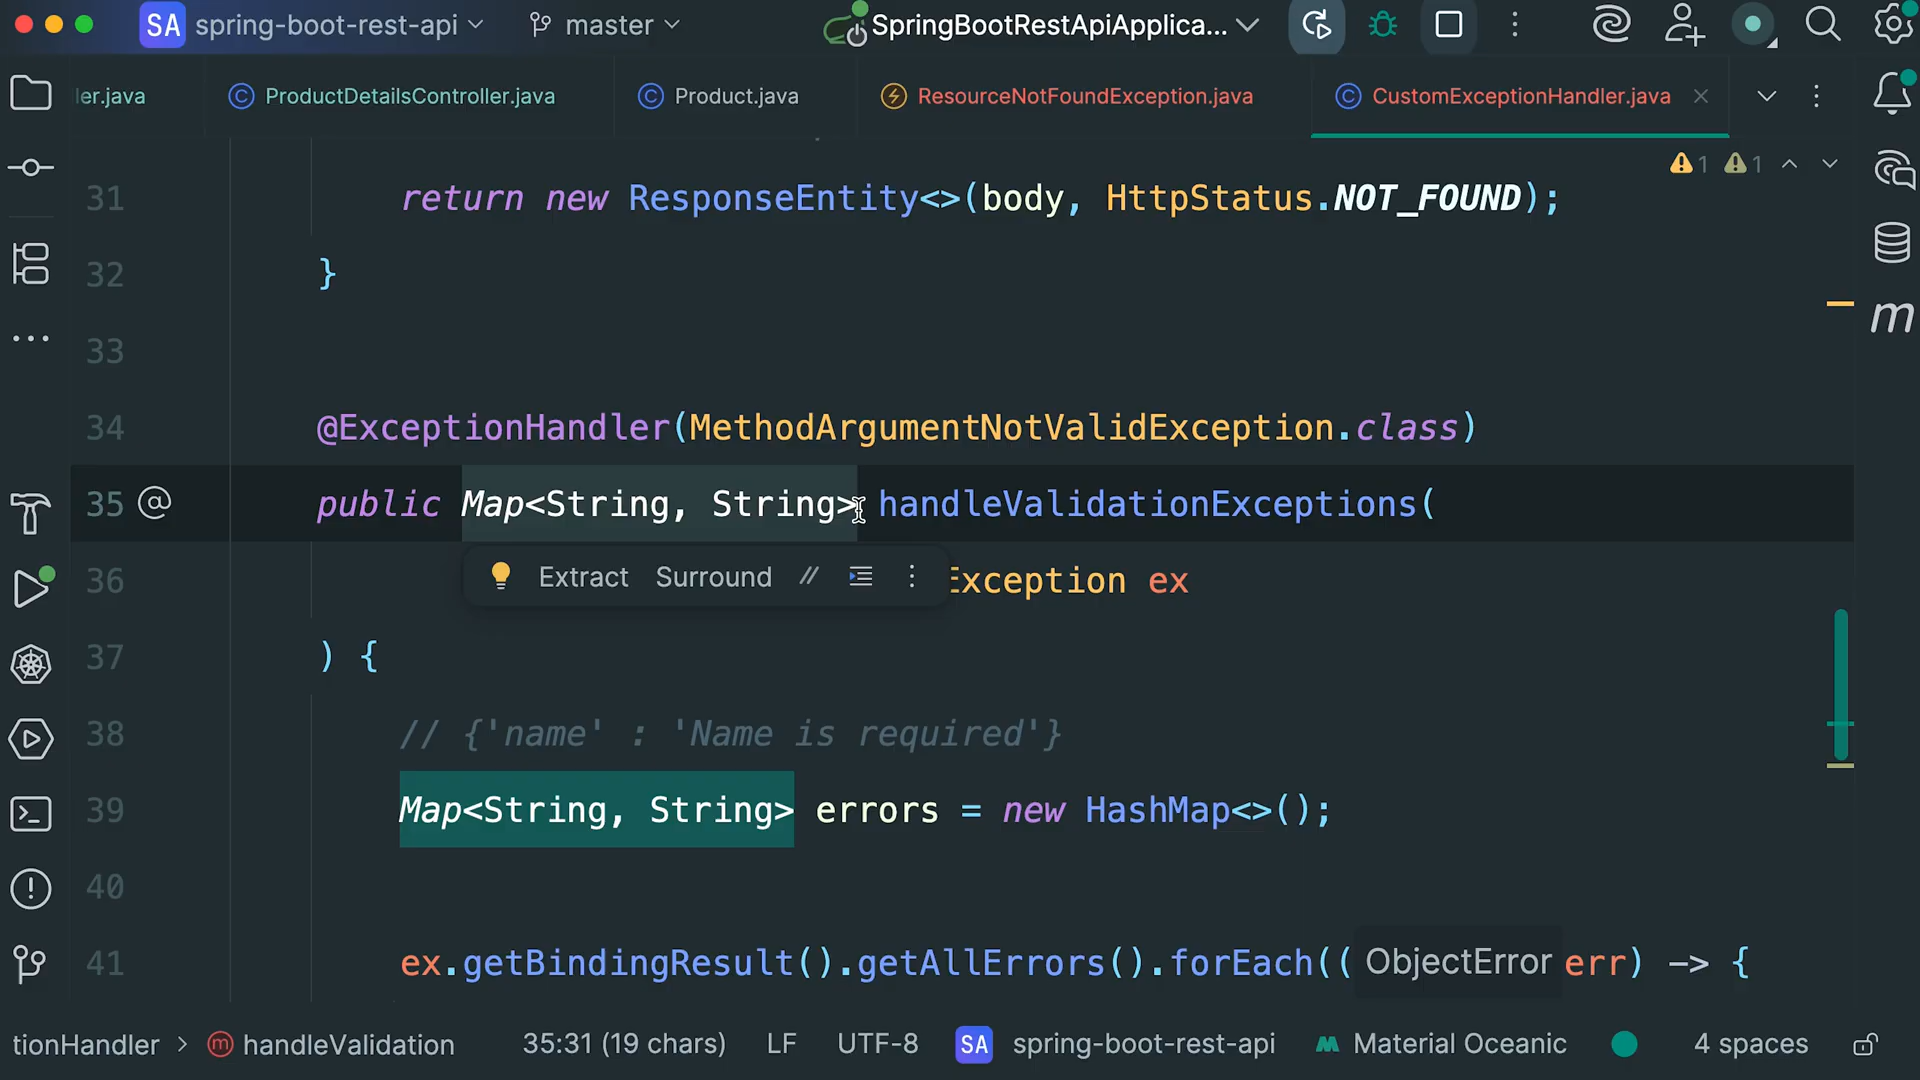 SA spring-boot-rest-api master SpringBootRestApiApplica...
ler.java ProductDetailsController.java Product.java ResourceNotFoundException.java CustomExceptionHandler.java
1 1
31 return new ResponseEntity<>(body, HttpStatus.NOT_FOUND);
32 }
33
34 @ExceptionHandler(MethodArgumentNotValidException.class)
35 public Map<String, String> handleValidationExceptions(
36 Exception ex
Extract Surround //
37 ) {
38 // {'name' : 'Name is required'}
39 Map<String, String> errors = new HashMap<>();
40
41 ex.getBindingResult().getAllErrors().forEach((ObjectError err) -> {
tionHandler > handleValidation 35:31 (19 chars) LF UTF-8 SA spring-boot-rest-api Material Oceanic 4 spaces